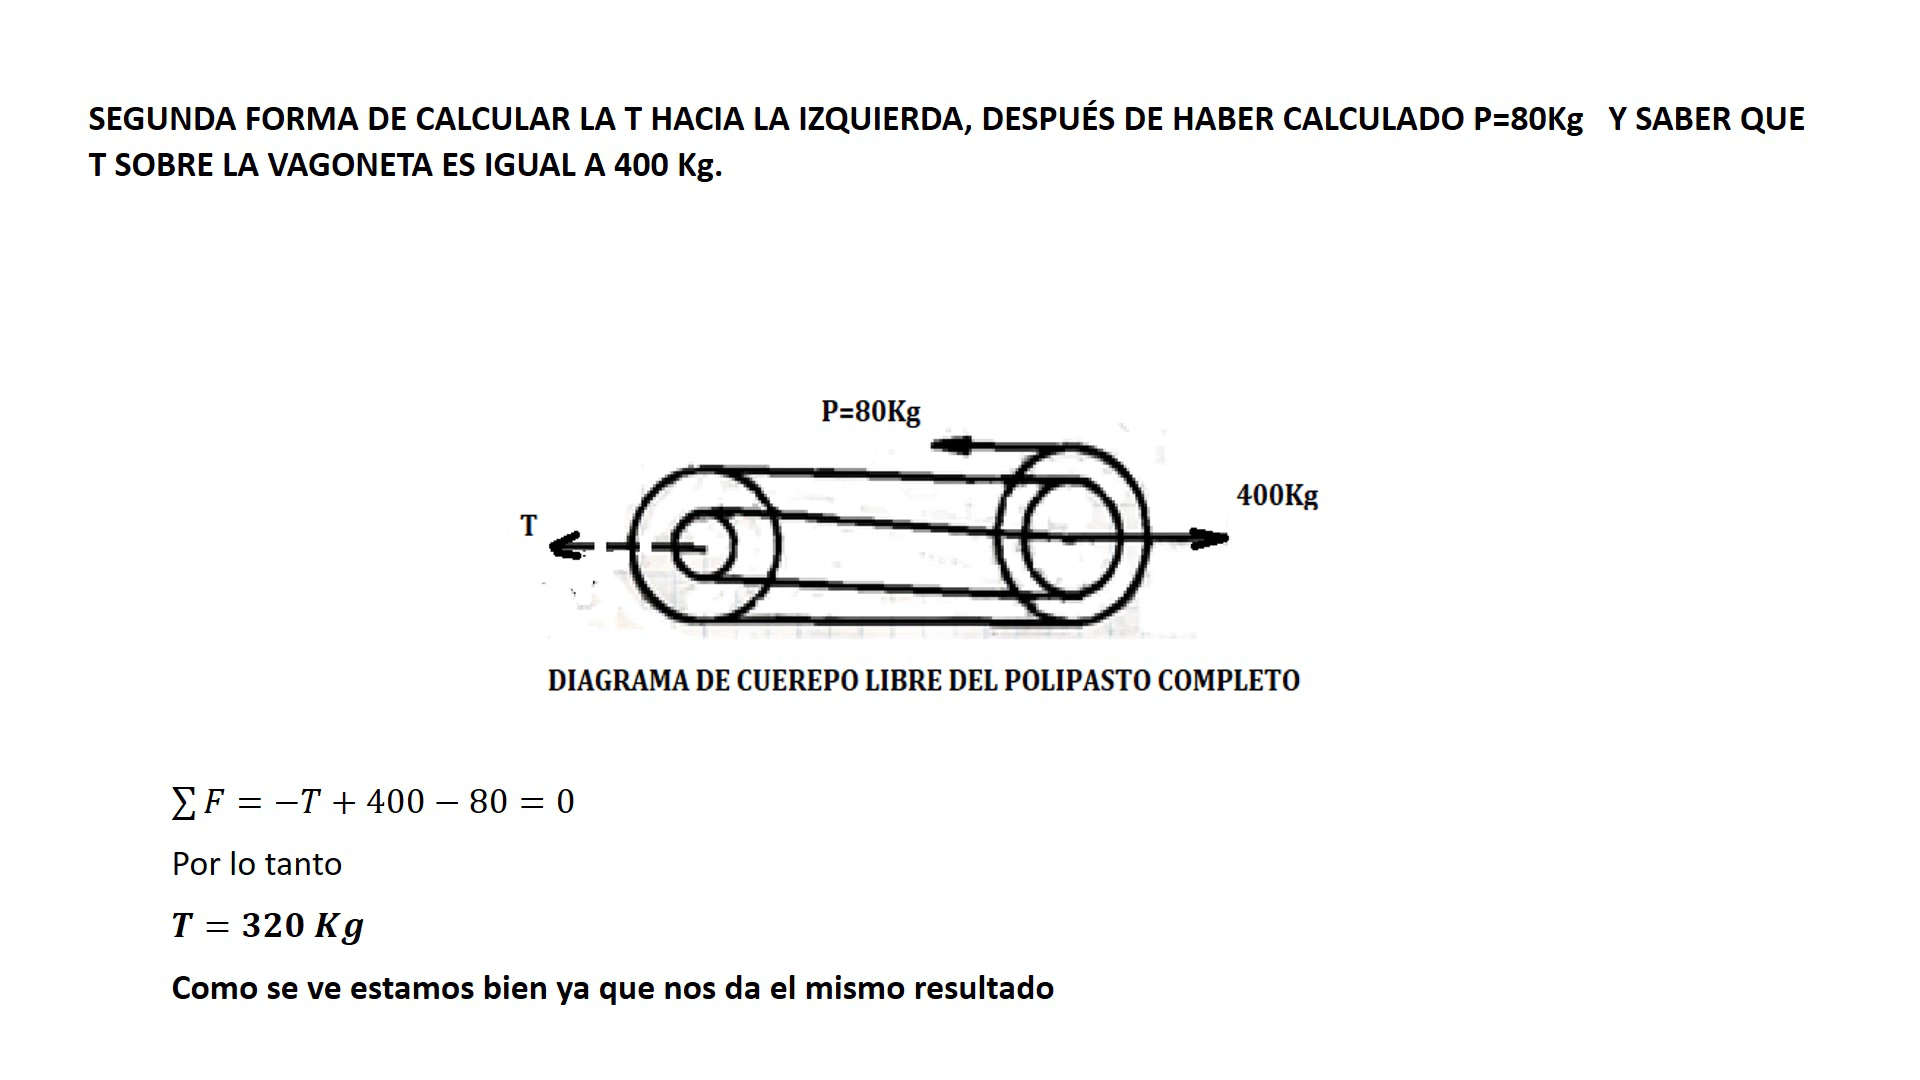 SEGUNDA FORMA DE CALCULAR LA T HACIA LA IZQUIERDA, DESPUÉS DE HABER CALCULADO P=80Kg Y SABER QUE
T SOBRE LA VAGONETA ES IGUAL A 400 Kg.
P=80Kg
400Kg
T
DIAGRAMA DE CUEREPO LIBRE DEL POLIPASTO COMPLETO
∑ F = −T + 400 − 80 = 0
Por lo tanto
T = 320 Kg
Como se ve estamos bien ya que nos da el mismo resultado